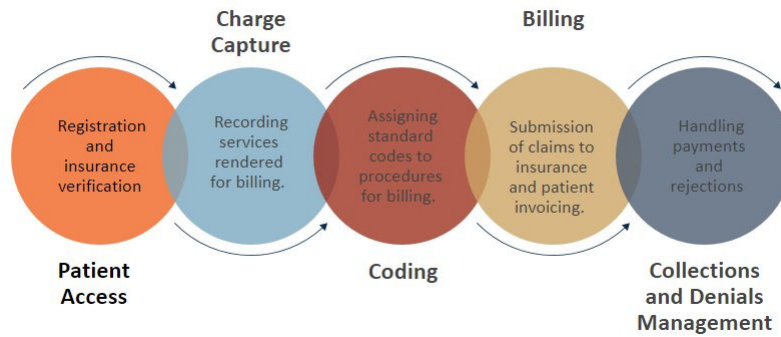 Charge
Capture
Billing
Registration
and
insurance
verification
Recording
services
rendered
for billing.
Assigning
standard
codes to
procedures
for billing.
Submission
of claims to
insurance
and patient
invoicing.
Handling
payments
and
rejections
Patient
Access
Coding
Collections
and Denials
Management